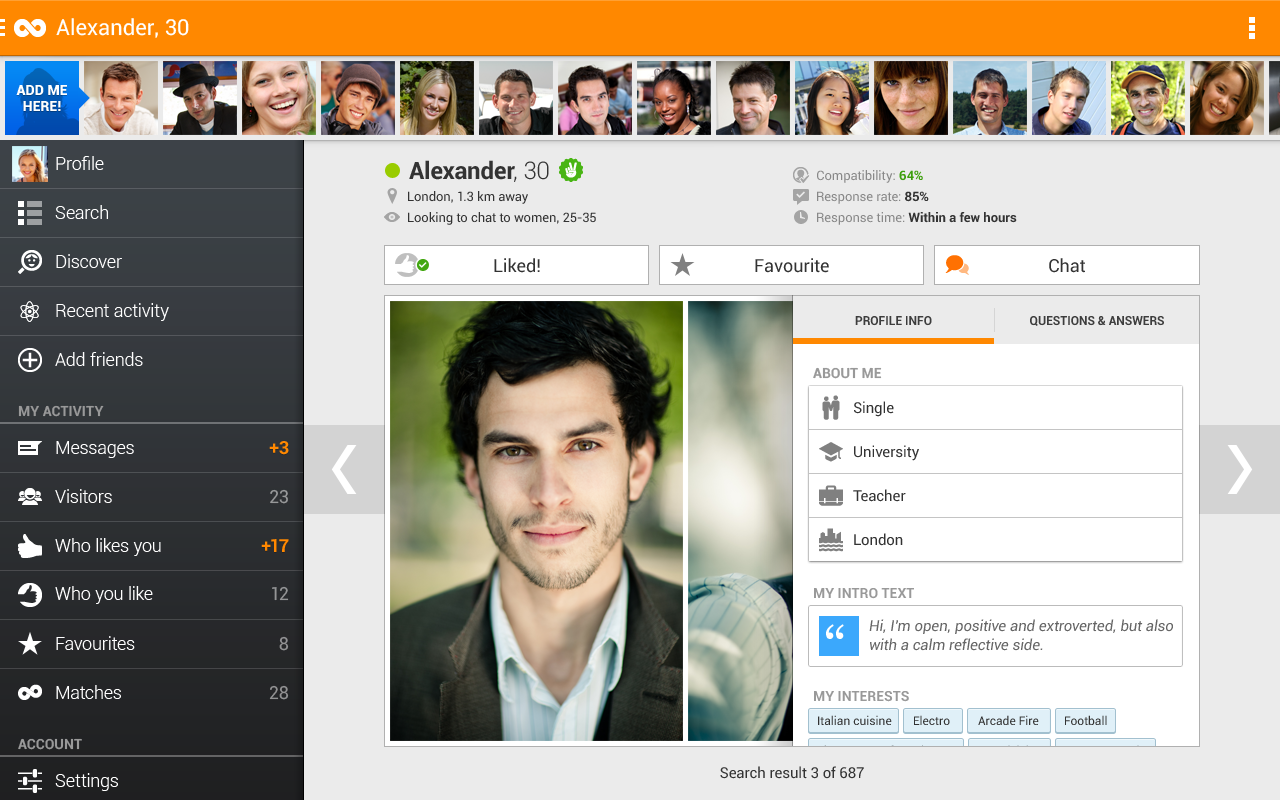 Alexander, 30
ADD ME
HERE!
Profile
Search
Discover
Recent activity
Add friends
MY ACTIVITY
Messages +3
Visitors 23
Who likes you +17
Who you like 12
Favourites 8
Matches 28
ACCOUNT
Settings
Alexander, 30
London, 1.3 km away
Looking to chat to women, 25-35
Compatibility: 64%
Response rate: 85%
Response time: Within a few hours
Liked!
Favourite
Chat
PROFILE INFO
QUESTIONS & ANSWERS
ABOUT ME
Single
University
Teacher
London
MY INTRO TEXT
Hi, I'm open, positive and extroverted, but also
with a calm reflective side.
MY INTERESTS
Italian cuisine Electro Arcade Fire Football
Search result 3 of 687